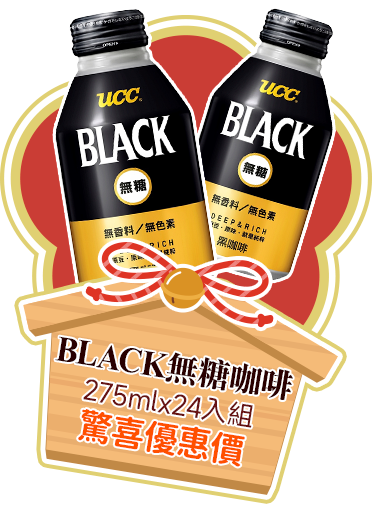 UCC
BLACK
無糖
無香料/無色素
UCC
BLACK
無糖
無香料/無色素
DEEP & RICH
黑咖啡
BLACK無糖咖啡
275mlx24入組
驚喜優惠價